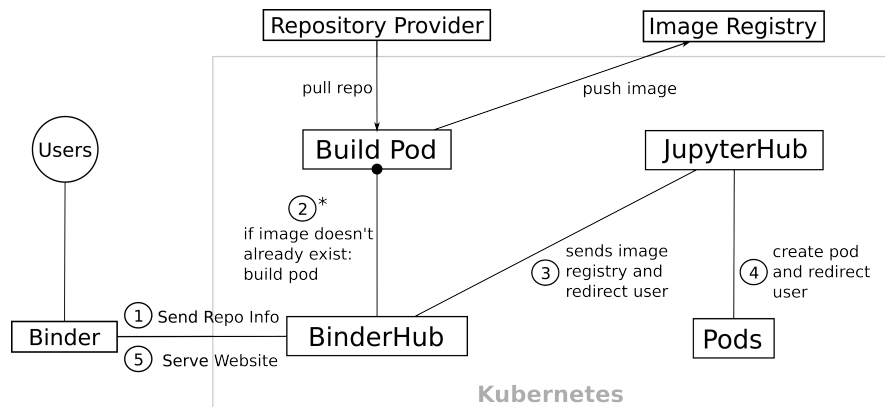 Repository Provider
Image Registry
pull repo
push image
Users
Build Pod
JupyterHub
2*
if image doesn't
already exist:
build pod
3
sends image
registry and
redirect user
4
create pod
and redirect
user
1 Send Repo Info
Binder
BinderHub
Pods
5 Serve Website
Kubernetes